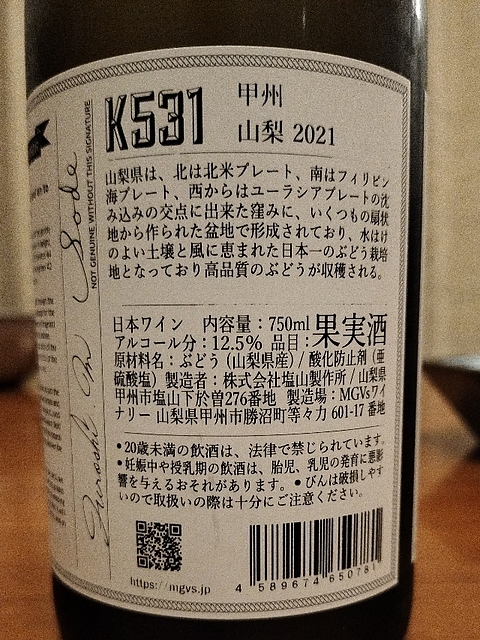 K531
甲州
山梨 2021
山梨県は、北は北米プレート、南はフィリピン
海プレート、西からはユーラシアプレートの沈
み込みの交点に出来た窪みに、いくつもの扇状
地から作られた盆地で形成されており、水はけ
のよい土壌と風に恵まれた日本一のぶどう栽培
地となっており高品質のぶどうが収穫される。
日本ワイン 内容量:750ml 果実酒
アルコール分:12.5% 品目:
原材料名:ぶどう(山梨県産)/酸化防止剤(亜
硫酸塩) 製造者:株式会社塩山製作所/山梨県
甲州市塩山下於曽276番地 製造場:MGVsワイ
ナリー 山梨県甲州市勝沼町等々力 601-17 番地
•20歳未満の飲酒は、法律で禁じられています。
•妊娠中や授乳期の飲酒は、胎児、乳児の発育に悪影
響を与えるおそれがあります。•びんは破損しやす
いので取扱いの際は十分にご注意ください。
https://mgvs.jp
4 589674 650781
NOT GENUINE WITHOUT THIS SIGNATURE